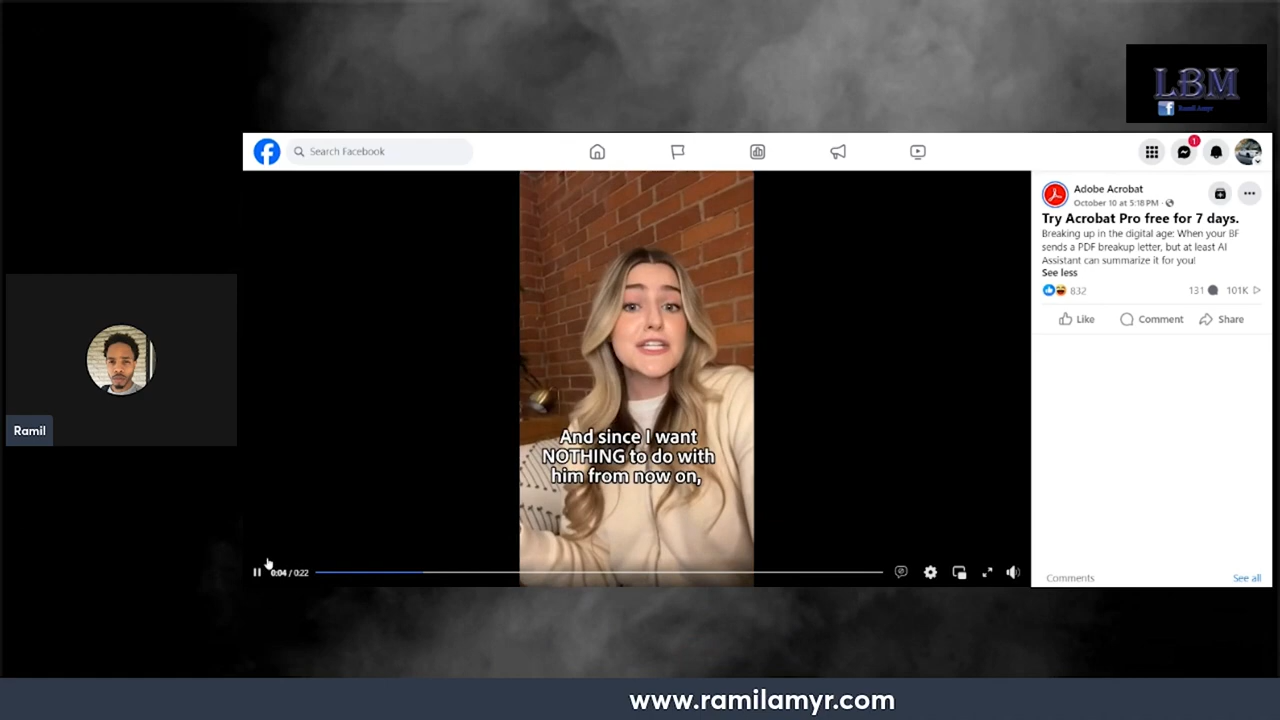 LBM
f Ramil Amyr
Search Facebook
1
Adobe Acrobat
October 10 at 5:18 PM ·
Try Acrobat Pro free for 7 days.
Breaking up in the digital age: When your BF
sends a PDF breakup letter, but at least AI
Assistant can summarize it for you!
See less
832
131
101K
Like
Comment
Share
And since I want
NOTHING to do with
him from now on,
Ramil
0:04 / 0:22
Comments
See all
www.ramilamyr.com